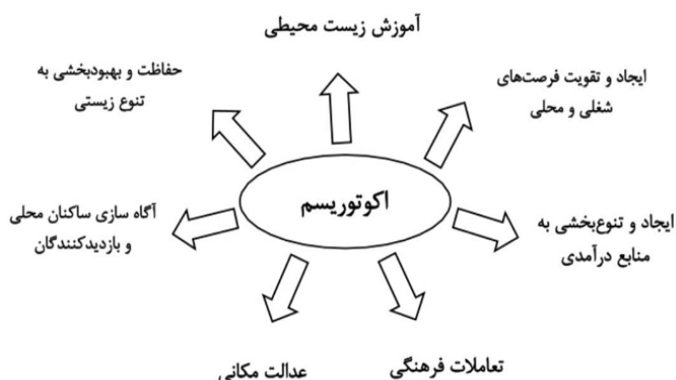 آموزش زیست محیطی
ایجاد و تقویت فرصت‌های
شغلی و محلی
حفاظت و بهبودبخشی به
تنوع زیستی
اکوتوریسم
ایجاد و تنوع‌بخشی به
منابع درآمدی
آگاه سازی ساکنان محلی
و بازدیدکنندگان
تعاملات فرهنگی
عدالت مکانی